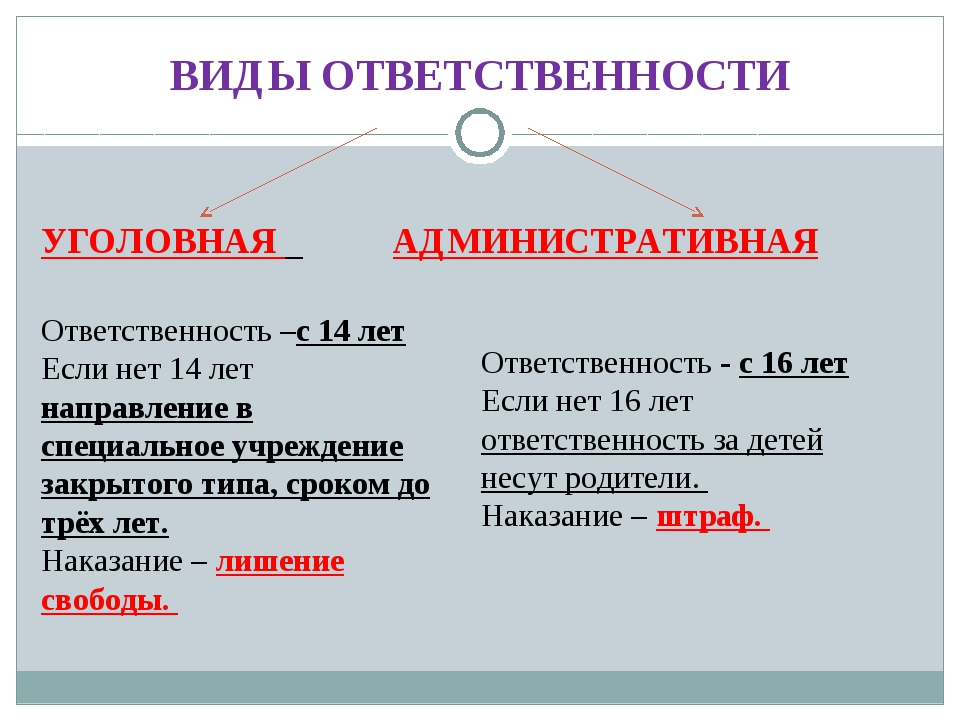 ВИДЫ ОТВЕТСТВЕННОСТИ
УГОЛОВНАЯ
АДМИНИСТРАТИВНАЯ
Ответственность –с 14 лет
Если нет 14 лет
направление в
специальное учреждение
закрытого типа, сроком до
трёх лет.
Наказание – лишение
свободы.
Ответственность - с 16 лет
Если нет 16 лет
ответственность за детей
несут родители.
Наказание – штраф.